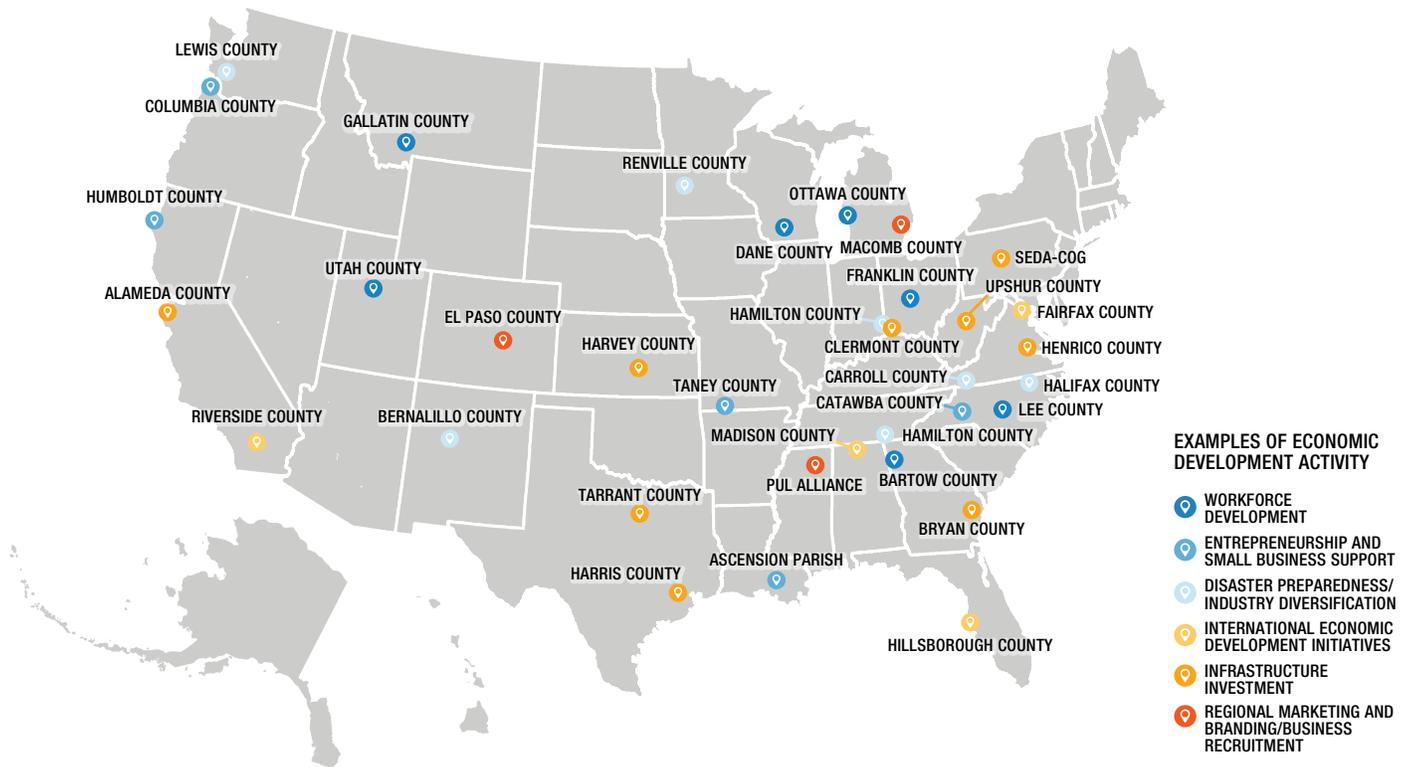 LEWIS COUNTY
COLUMBIA COUNTY
GALLATIN COUNTY
RENVILLE COUNTY
HUMBOLDT COUNTY
OTTAWA COUNTY
DANE COUNTY
MACOMB COUNTY
SEDA-COG
UTAH COUNTY
FRANKLIN COUNTY
UPSHUR COUNTY
ALAMEDA COUNTY
HAMILTON COUNTY
FAIRFAX COUNTY
EL PASO COUNTY
HARVEY COUNTY
CLERMONT COUNTY
HENRICO COUNTY
TANEY COUNTY
CARROLL COUNTY
HALIFAX COUNTY
CATAWBA COUNTY
LEE COUNTY
RIVERSIDE COUNTY
BERNALILLO COUNTY
MADISON COUNTY
HAMILTON COUNTY
PUL ALLIANCE
BARTOW COUNTY
TARRANT COUNTY
BRYAN COUNTY
HARRIS COUNTY
ASCENSION PARISH
HILLSBOROUGH COUNTY
EXAMPLES OF ECONOMIC
DEVELOPMENT ACTIVITY
WORKFORCE
DEVELOPMENT
ENTREPRENEURSHIP AND
SMALL BUSINESS SUPPORT
DISASTER PREPAREDNESS/
INDUSTRY DIVERSIFICATION
INTERNATIONAL ECONOMIC
DEVELOPMENT INITIATIVES
INFRASTRUCTURE
INVESTMENT
REGIONAL MARKETING AND
BRANDING/BUSINESS
RECRUITMENT